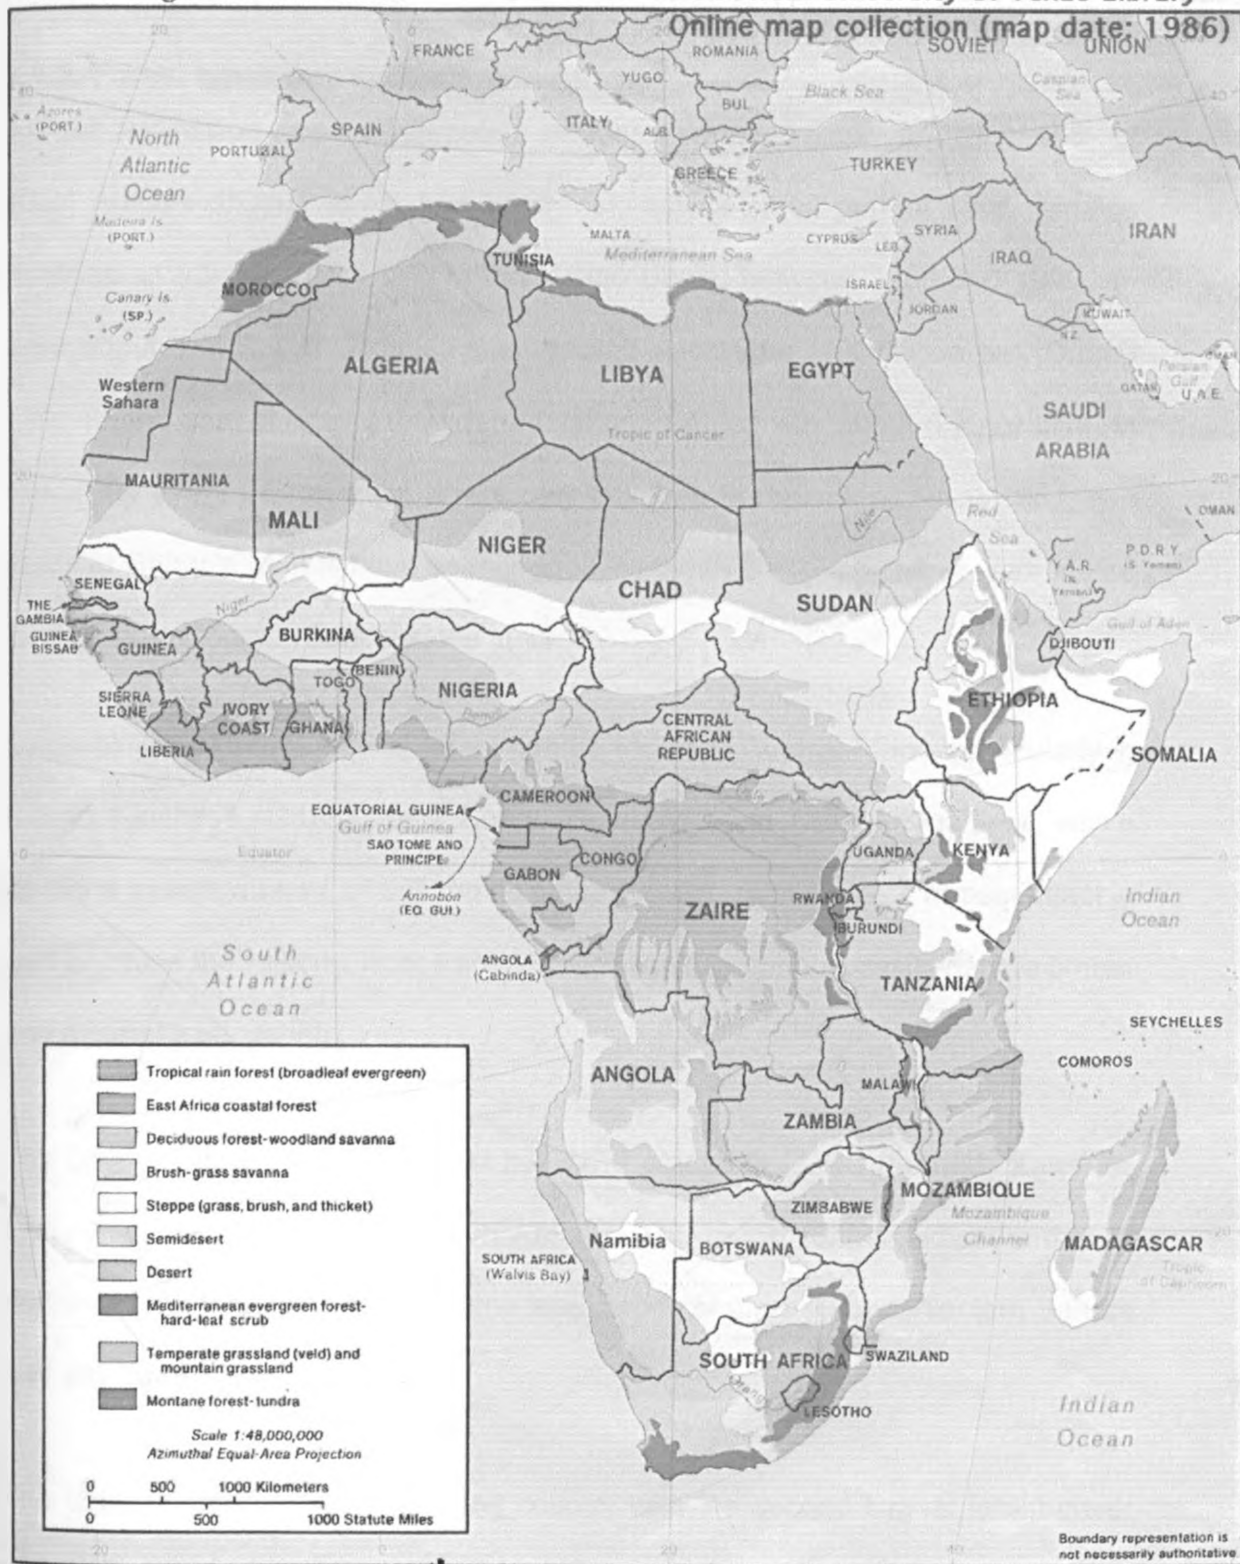 Online map collection (map date: 1986)
FRANCE
ROMANIA
SOVIET
UNION
YUGO.
Caspian
Sea
Black Sea
BUL.
Azores
(PORT.)
SPAIN
ITALY
ALB.
North
Atlantic
Ocean
PORTUGAL
GREECE
TURKEY
Madeira Is.
(PORT.)
MALTA
Mediterranean Sea
CYPRUS
LEB.
SYRIA
IRAQ
IRAN
TUNISIA
MOROCCO
ISRAEL
JORDAN
KUWAIT
N.Z.
Canary Is.
(SP.)
ALGERIA
LIBYA
EGYPT
Persian
Gulf
QATAR
U.A.E.
OMAN
Western
Sahara
Tropic of Cancer
SAUDI
ARABIA
MAURITANIA
MALI
NIGER
CHAD
SUDAN
Nile
Red
Sea
OMAN
P.D.R.Y.
(S. Yemen)
Y.A.R.
SENEGAL
THE
GAMBIA
GUINEA
BISSAU
Niger
BURKINA
Gulf of Aden
DJIBOUTI
GUINEA
BENIN
TOGO
NIGERIA
SIERRA
LEONE
IVORY
COAST
GHANA
CENTRAL
AFRICAN
REPUBLIC
ETHIOPIA
LIBERIA
SOMALIA
CAMEROON
EQUATORIAL GUINEA
Gulf of Guinea
SAO TOME AND
PRINCIPE
Equator
CONGO
GABON
UGANDA
KENYA
Annobón
(EQ. GUI.)
ZAIRE
RWANDA
BURUNDI
Indian
Ocean
South
Atlantic
Ocean
ANGOLA
(Cabinda)
TANZANIA
SEYCHELLES
COMOROS
ANGOLA
MALAWI
ZAMBIA
MOZAMBIQUE
Mozambique
Channel
ZIMBABWE
Namibia
BOTSWANA
MADAGASCAR
Tropic
of Capricorn
SOUTH AFRICA
(Walvis Bay)
SOUTH AFRICA
SWAZILAND
Orange
LESOTHO
Indian
Ocean
Tropical rain forest (broadleaf evergreen)
East Africa coastal forest
Deciduous forest-woodland savanna
Brush-grass savanna
Steppe (grass, brush, and thicket)
Semidesert
Desert
Mediterranean evergreen forest-
hard-leaf scrub
Temperate grassland (veld) and
mountain grassland
Montane forest-tundra
Scale 1:48,000,000
Azimuthal Equal-Area Projection
0 500 1000 Kilometers
0 500 1000 Statute Miles
Boundary representation is
not necessarily authoritative